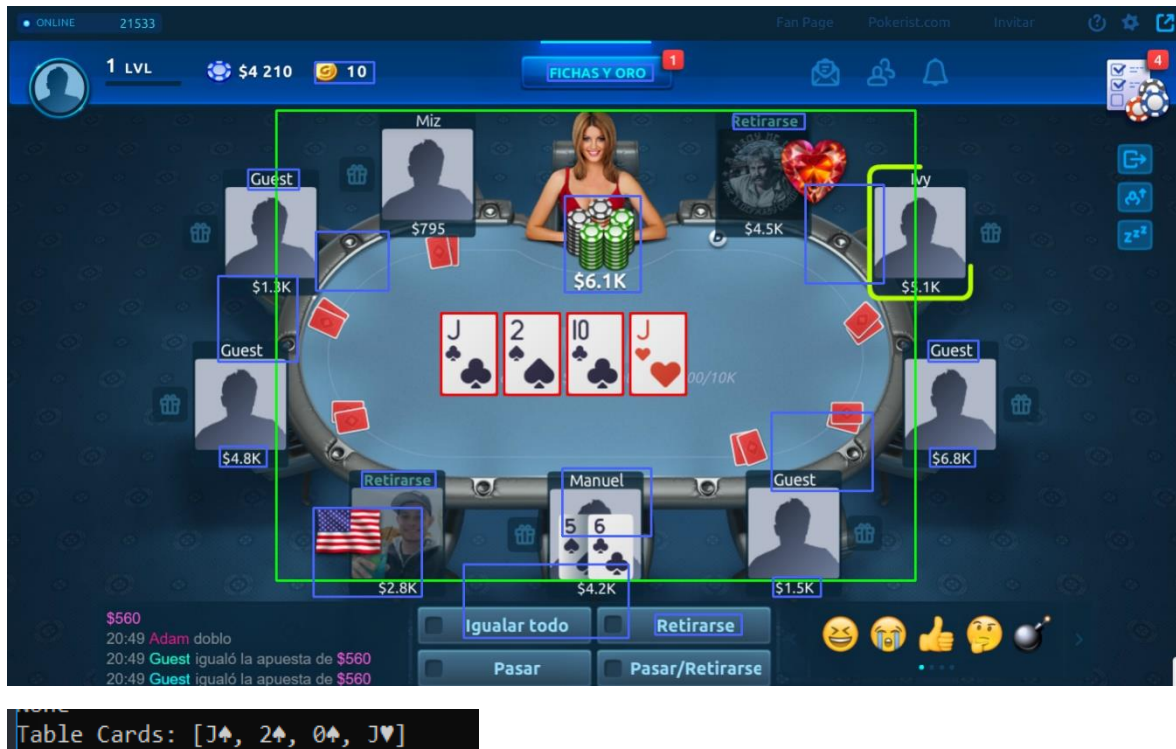 ONLINE 21533 Fan Page Pokerist.com Invitar
1 LVL $4 210 10 FICHAS Y ORO 1 4
Miz Retirarse
Guest Ivy
$795 $6.1K D $4.5K
$1.3K $5.1K
J 2 10 J
Guest Guest
00/10K
$4.8K $6.8K
Retirarse Manuel Guest
5 6
$2.8K $4.2K $1.5K
zzz
$560
20:49 Adam doblo
20:49 Guest igualó la apuesta de $560
20:49 Guest igualó la apuesta de $560
Igualar todo Retirarse
Pasar Pasar/Retirarse
None
Table Cards: [J♠, 2♠, 0♠, J♥]